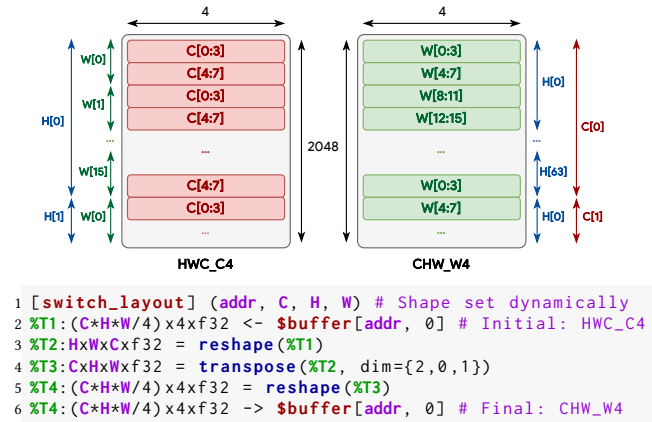 4
4
W[0]
W[1]
...
W[15]
W[0]
H[0]
H[1]
C[0:3]
C[4:7]
C[0:3]
C[4:7]
...
C[4:7]
C[0:3]
...
2048
W[0:3]
W[4:7]
W[8:11]
W[12:15]
...
W[0:3]
W[4:7]
...
H[0]
...
H[63]
H[0]
C[0]
C[1]
HWC_C4
CHW_W4
1 [switch_layout] (addr, C, H, W) # Shape set dynamically
2 %T1:(C*H*W/4)x4xf32 <- $buffer[addr, 0] # Initial: HWC_C4
3 %T2:HxWxCxf32 = reshape(%T1)
4 %T3:CxHxWxf32 = transpose(%T2, dim={2,0,1})
5 %T4:(C*H*W/4)x4xf32 = reshape(%T3)
6 %T4:(C*H*W/4)x4xf32 -> $buffer[addr, 0] # Final: CHW_W4